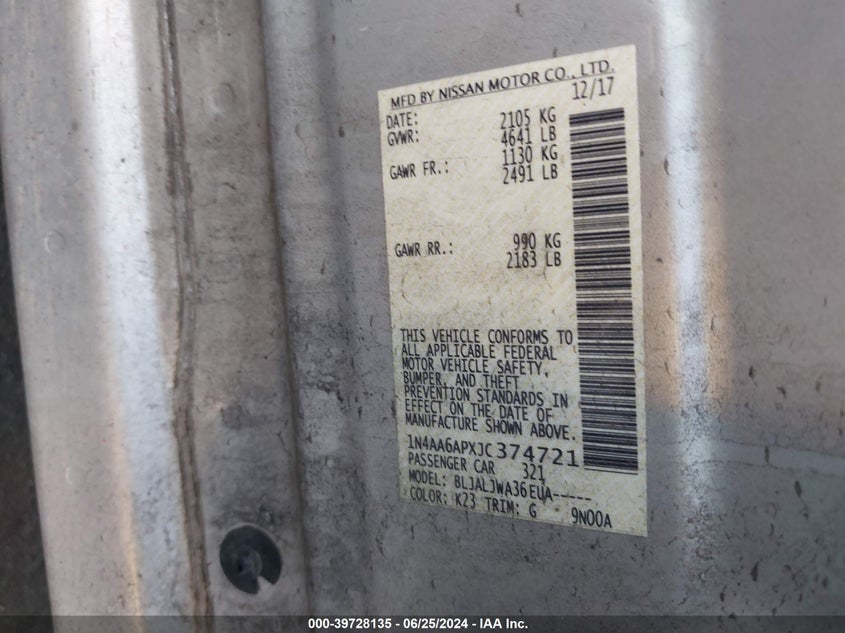 MFD BY NISSAN MOTOR CO., LTD.
DATE: 12/17
GVWR: 2105 KG
4641 LB
GAWR FR.: 1130 KG
2491 LB
GAWR RR.: 990 KG
2183 LB
THIS VEHICLE CONFORMS TO
ALL APPLICABLE FEDERAL
MOTOR VEHICLE SAFETY,
BUMPER, AND THEFT
PREVENTION STANDARDS IN
EFFECT ON THE DATE OF
MANUFACTURE SHOWN ABOVE.
1N4AA6APXJC374721
PASSENGER CAR 321
MODEL: BLJALJWA36EUA-----
COLOR: K23 TRIM: G 9N00A
000-39728135 - 06/25/2024 - IAA Inc.